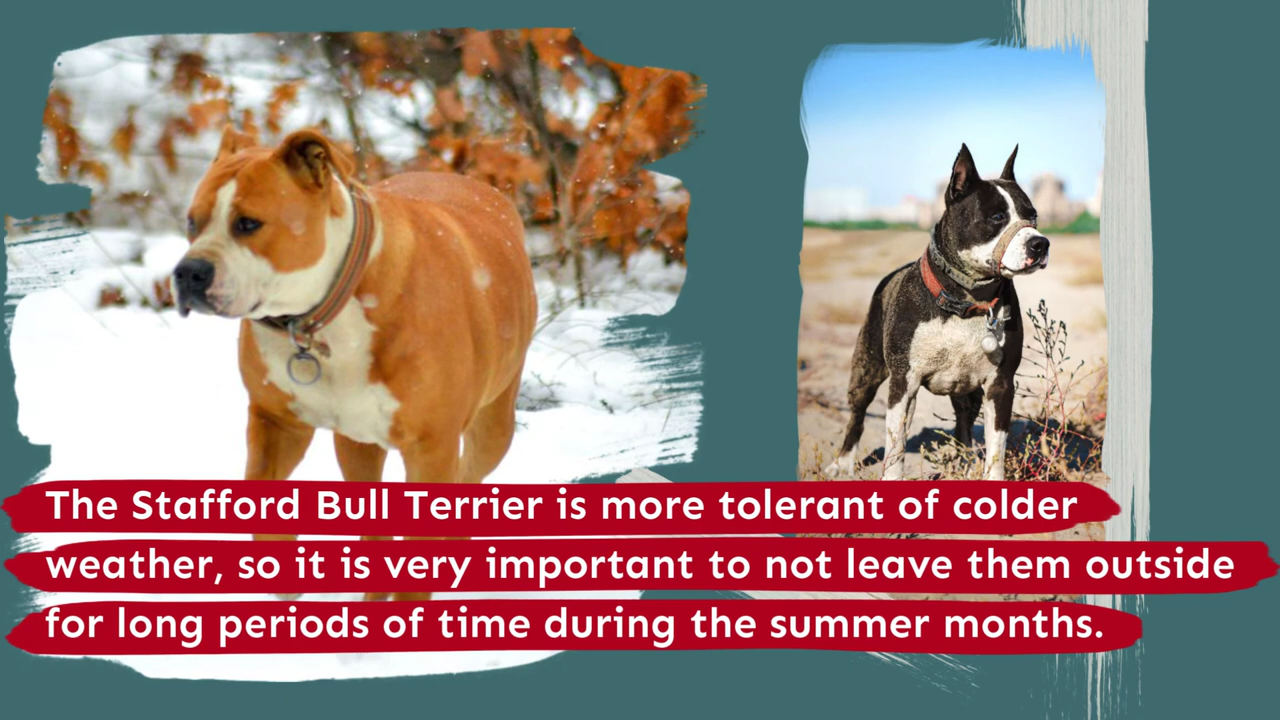 The Stafford Bull Terrier is more tolerant of colder
weather, so it is very important to not leave them outside
for long periods of time during the summer months.